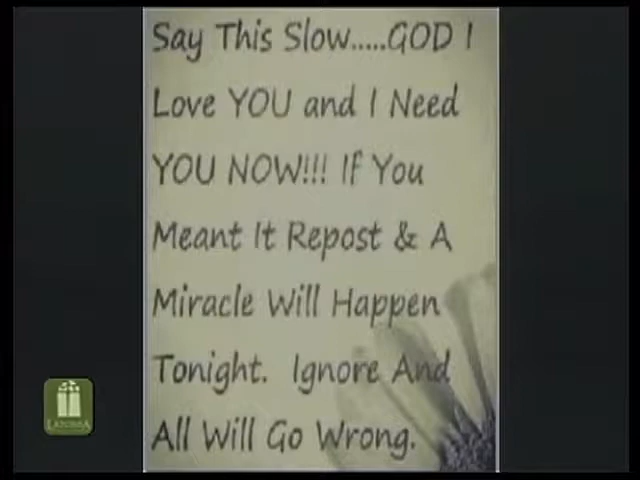 Say This Slow.....GOD I
Love YOU and I Need
YOU NOW!!! If You
Meant It Repost & A
Miracle Will Happen
Tonight. Ignore And
All Will Go Wrong.